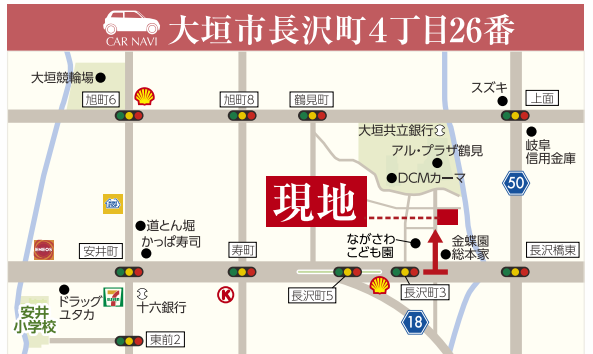 CAR NAVI
大垣市長沢町4丁目26番
大垣競輪場
旭町6
旭町8
鶴見町
スズキ
上面
大垣共立銀行
岐阜
信用金庫
アル・プラザ鶴見
DCMカーマ
50
現地
道とん堀
かっぱ寿司
安井町
寿町
ながさわ
こども園
金蝶園
総本家
長沢橋東
ドラッグ
ユタカ
十六銀行
K
長沢町5
長沢町3
安井
小学校
18
東前2